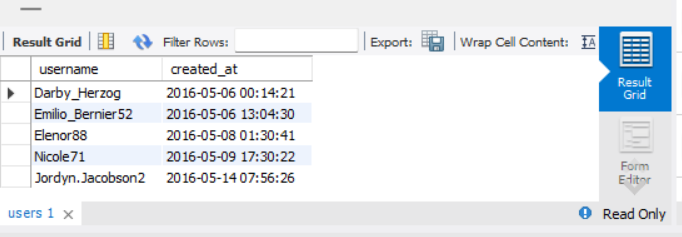 Result Grid Filter Rows: Export: Wrap Cell Content: IA
username created_at
Darby_Herzog 2016-05-06 00:14:21
Emilio_Bernier52 2016-05-06 13:04:30
Elenor88 2016-05-08 01:30:41
Nicole71 2016-05-09 17:30:22
Jordyn.Jacobson2 2016-05-14 07:56:26
Result
Grid
Form
Editor
users 1
Read Only